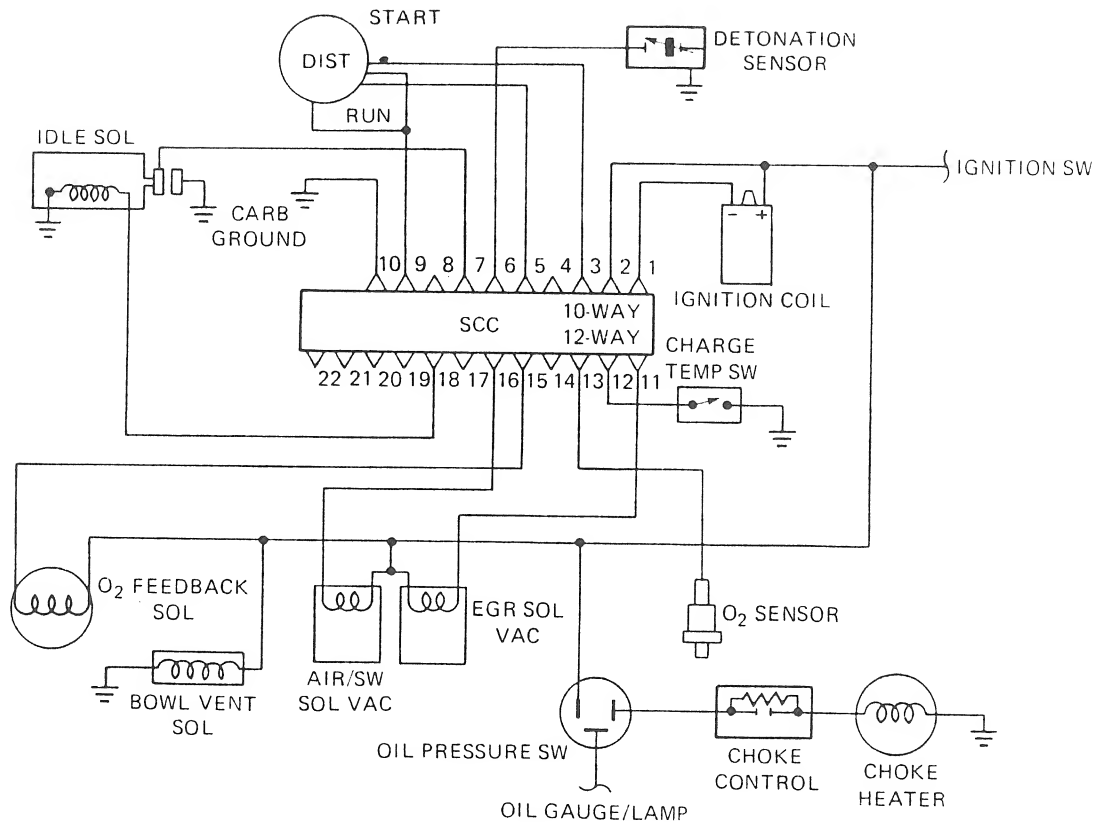 START
DIST
DETONATION
SENSOR
RUN
IDLE SOL
IGNITION SW
CARB
GROUND
- +
10 9 8 7 6 5 4 3 2 1
IGNITION COIL
SCC
10-WAY
12-WAY
CHARGE
TEMP SW
22 21 20 19 18 17 16 15 14 13 12 11
O2 FEEDBACK
SOL
EGR SOL
VAC
O2 SENSOR
BOWL VENT
SOL
AIR/SW
SOL VAC
OIL PRESSURE SW
CHOKE
CONTROL
CHOKE
HEATER
OIL GAUGE/LAMP